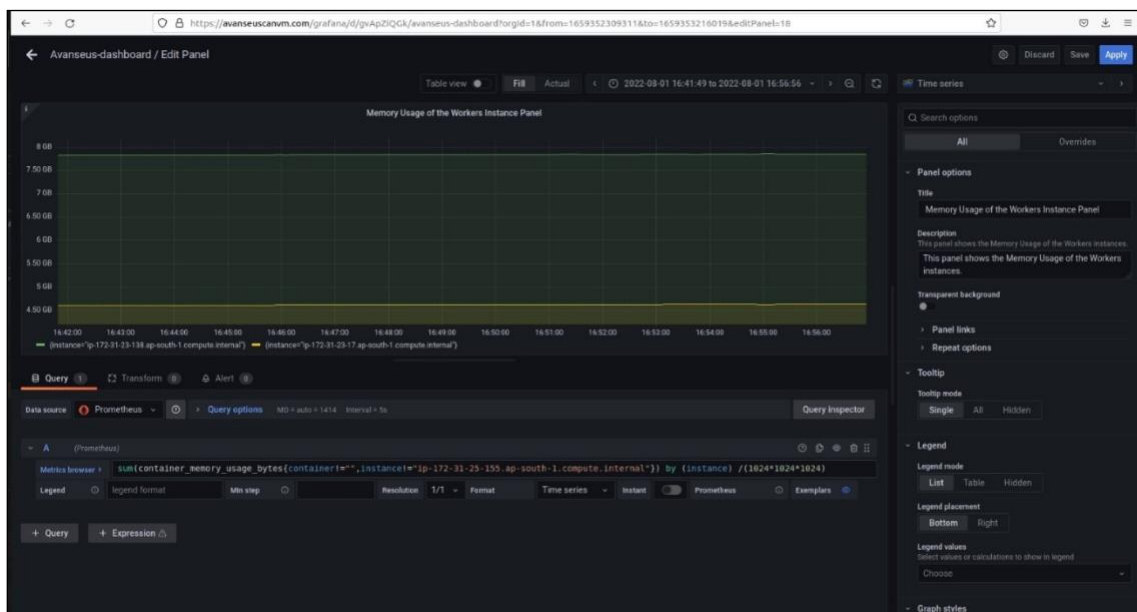 https://avanseuscanvm.com/grafana/d/gvApZlQGk/avanseus-dashboard?orgId=1&from=1659352309311&to=1659353216019&editPanel=18
Avanseus-dashboard / Edit Panel
Discard Save Apply
Table view Fill Actual 2022-08-01 16:41:49 to 2022-08-01 16:56:56
Time series
Memory Usage of the Workers Instance Panel
8 GB
7.50 GB
7 GB
6.50 GB
6 GB
5.50 GB
5 GB
4.50 GB
16:42:00 16:43:00 16:44:00 16:45:00 16:46:00 16:47:00 16:48:00 16:49:00 16:50:00 16:51:00 16:52:00 16:53:00 16:54:00 16:55:00 16:56:00
{instance="ip-172-31-23-138.ap-south-1.compute.internal"} {instance="ip-172-31-23-17.ap-south-1.compute.internal"}
Query 1 Transform 0 Alert 0
Data source Prometheus Query options MD = auto = 1414 Interval = 5s Query inspector
A (Prometheus)
Metrics browser > sum(container_memory_usage_bytes{container!="",instance!="ip-172-31-25-155.ap-south-1.compute.internal"}) by (instance) /(1024*1024*1024)
Legend legend format Min step Resolution 1/1 Format Time series Instant Prometheus Exemplars
+ Query + Expression
Search options
All Overrides
Panel options
Title
Memory Usage of the Workers Instance Panel
Description
This panel shows the Memory Usage of the Workers instances.
This panel shows the Memory Usage of the Workers
instances.
Transparent background
Panel links
Repeat options
Tooltip
Tooltip mode
Single All Hidden
Legend
Legend mode
List Table Hidden
Legend placement
Bottom Right
Legend values
Select values or calculations to show in legend
Choose
Graph styles